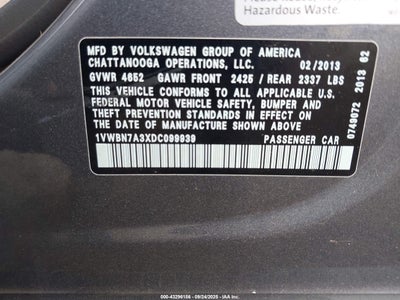 Hazardous Waste
MFD. BY VOLKSWAGEN GROUP OF AMERICA
CHATTANOOGA OPERATIONS, LLC. 02/2013
GVWR 4652 GAWR FRONT 2425 / REAR 2337 LBS
THIS VEHICLE CONFORMS TO ALL APPLICABLE U.S.
FEDERAL MOTOR VEHICLE SAFETY, BUMPER AND
THEFT PREVENTION STANDARDS IN EFFECT ON THE
DATE OF MANUFACTURE SHOWN ABOVE.
1VWBN7A3XDC099939 PASSENGER CAR
0749072 2013 62
000-43296156 - 09/24/2025 - IAA Inc.